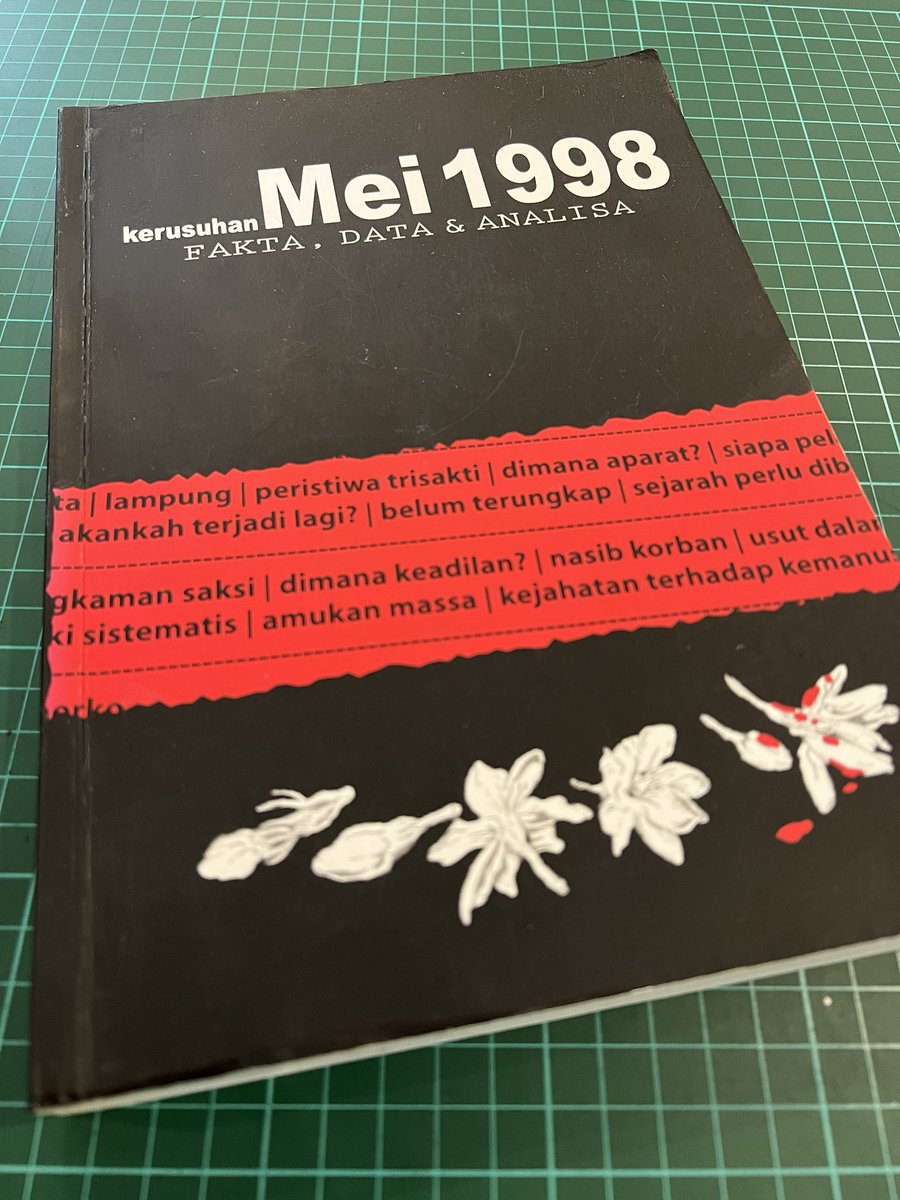 kerusuhan Mei 1998
FAKTA, DATA & ANALISA
ta | lampung | peristiwa trisakti | dimana aparat? | siapa pel
akankah terjadi lagi? | belum terungkap | sejarah perlu dib
gkaman saksi | dimana keadilan? | nasib korban | usut dalan
ki sistematis | amukan massa | kejahatan terhadap kemanu